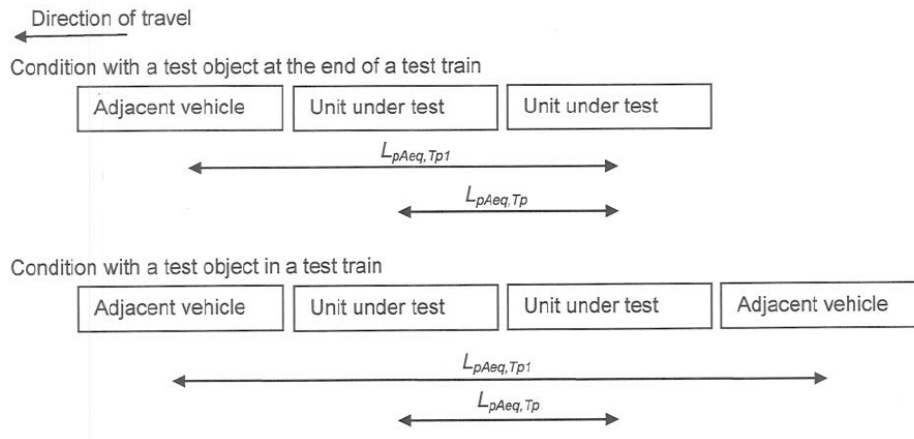 Direction of travel
Condition with a test object at the end of a test train
Adjacent vehicle Unit under test Unit under test
LpAeq,Tp1
LpAeq,Tp
Condition with a test object in a test train
Adjacent vehicle Unit under test Unit under test Adjacent vehicle
LpAeq,Tp1
LpAeq,Tp